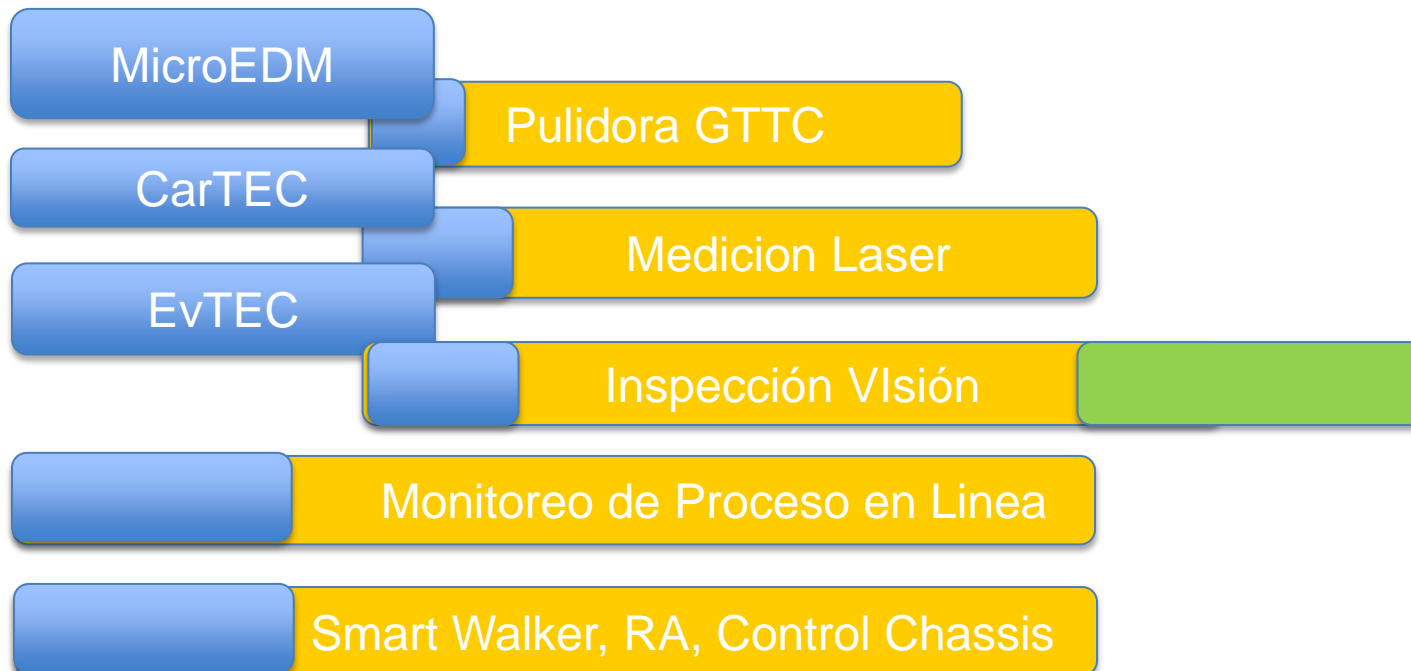 MicroEDM
Pulidora GTTC
CarTEC
Medicion Laser
EvTEC
Inspección VIsión
Monitoreo de Proceso en Linea
Smart Walker, RA, Control Chassis